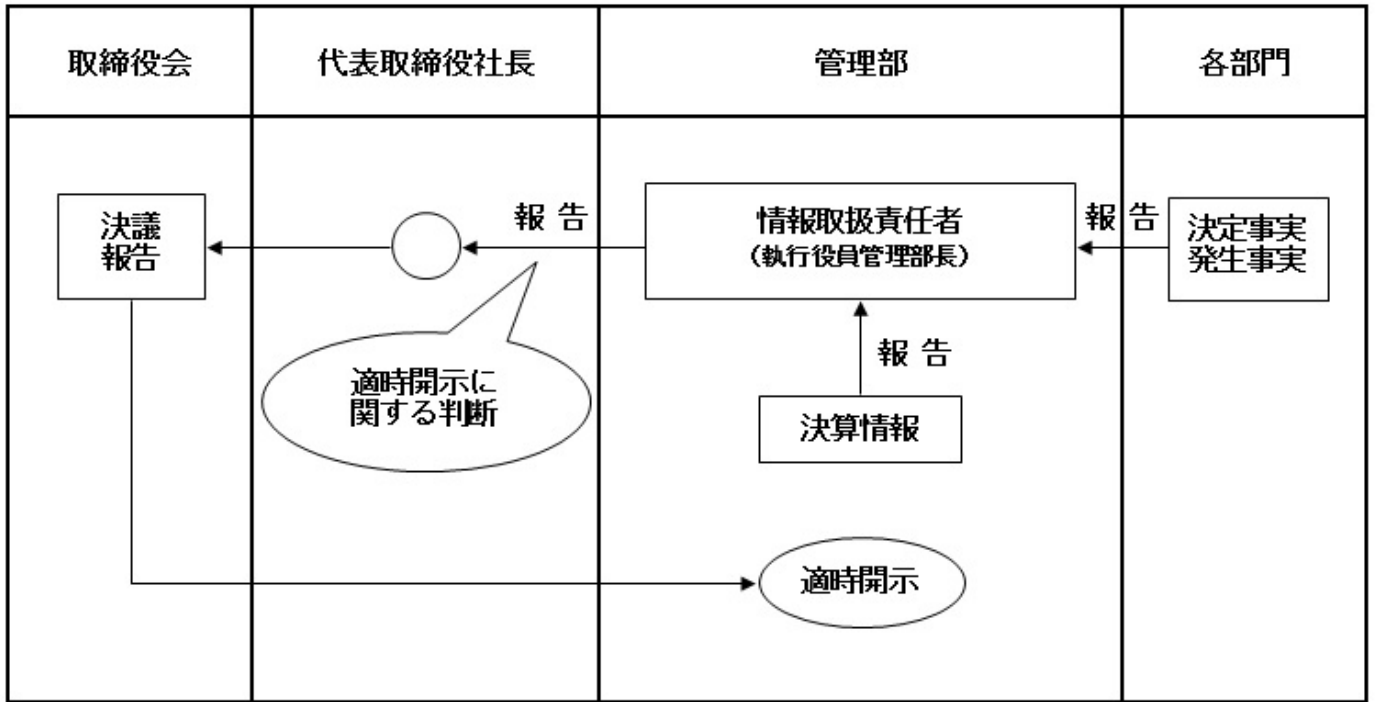 取締役会
代表取締役社長
管理部
各部門
決議
報告
報 告
情報取扱責任者
（執行役員管理部長）
報 告
決定事実
発生事実
適時開示に
関する判断
報 告
決算情報
適時開示